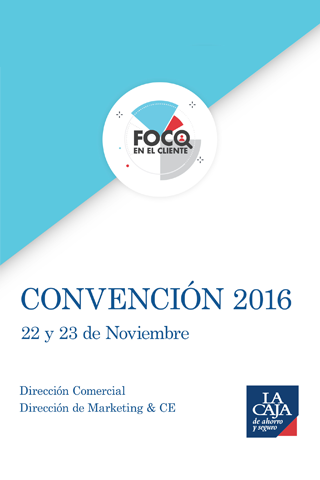 FOCO
EN EL CLIENTE
CONVENCIÓN 2016
22 y 23 de Noviembre
Dirección Comercial
Dirección de Marketing & CE
LA
CAJA
de ahorro
y seguro